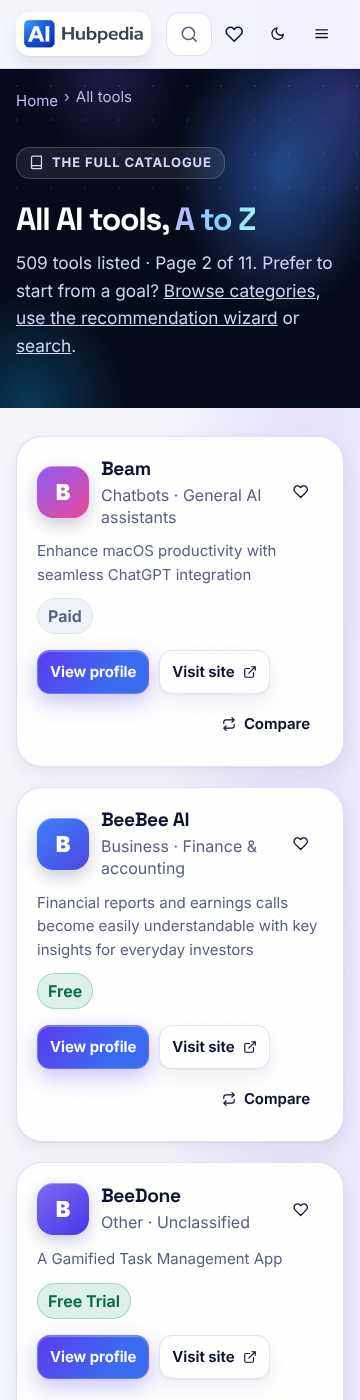 AI Hubpedia
Home › All tools
THE FULL CATALOGUE
All AI tools, A to Z
509 tools listed · Page 2 of 11. Prefer to
start from a goal? Browse categories,
use the recommendation wizard or
search.
B
Beam
Chatbots · General AI
assistants
Enhance macOS productivity with
seamless ChatGPT integration
Paid
View profile
Visit site
Compare
B
BeeBee AI
Business · Finance &
accounting
Financial reports and earnings calls
become easily understandable with key
insights for everyday investors
Free
View profile
Visit site
Compare
B
BeeDone
Other · Unclassified
A Gamified Task Management App
Free Trial
View profile
Visit site